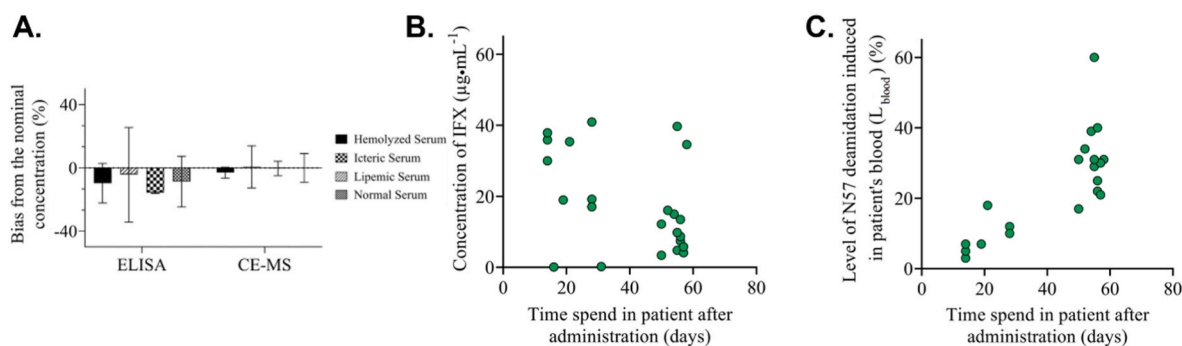 A.
Bias from the nominal
concentration (%)
40
0
-40
ELISA
CE-MS
Hemolyzed Serum
Icteric Serum
Lipemic Serum
Normal Serum
B.
Concentration of IFX (µg•mL-1)
60
40
20
0
0
20
40
60
80
Time spend in patient after
administration (days)
C.
Level of N57 deamidation induced
in patient's blood (Lblood) (%)
60
40
20
0
0
20
40
60
80
Time spend in patient after
administration (days)